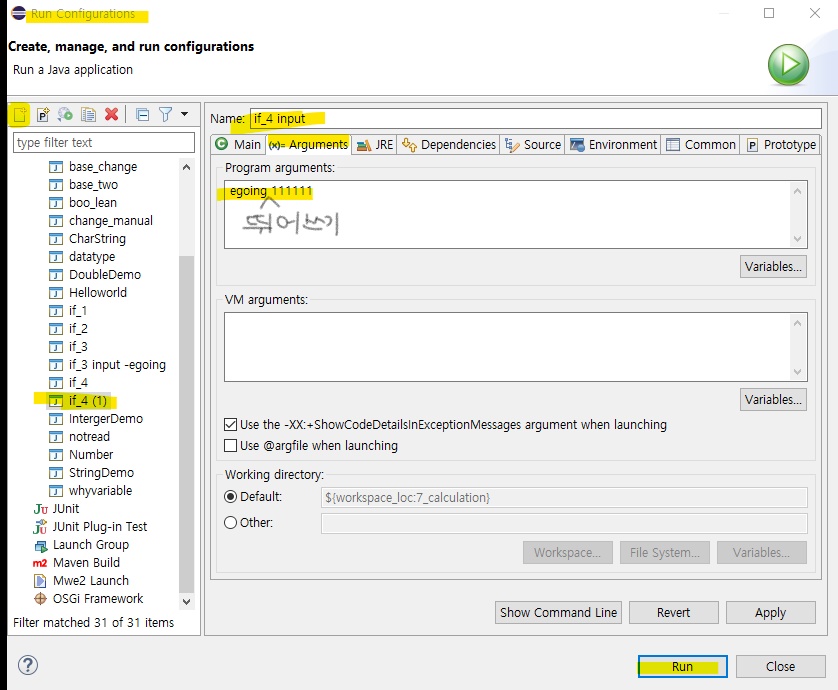 Run Configurations
Create, manage, and run configurations
Run a Java application
Name: if_4 input
type filter text
Main (x)= Arguments JRE Dependencies Source Environment Common P Prototype
base_change
base_two
boo_lean
change_manual
CharString
datatype
DoubleDemo
Helloworld
if_1
if_2
if_3
if_3 input -egoing
if_4
if_4 (1)
IntergerDemo
notread
Number
StringDemo
whyvariable
JU JUnit
JUnit Plug-in Test
Launch Group
m2 Maven Build
Mwe2 Launch
OSGi Framework
Filter matched 31 of 31 items
Program arguments:
egoing 111111
띄어쓰기
Variables...
VM arguments:
Variables...
Use the -XX:+ShowCodeDetailsInExceptionMessages argument when launching
Use @argfile when launching
Working directory:
Default: ${workspace_loc:7_calculation}
Other:
Workspace... File System... Variables...
Show Command Line Revert Apply
? Run Close